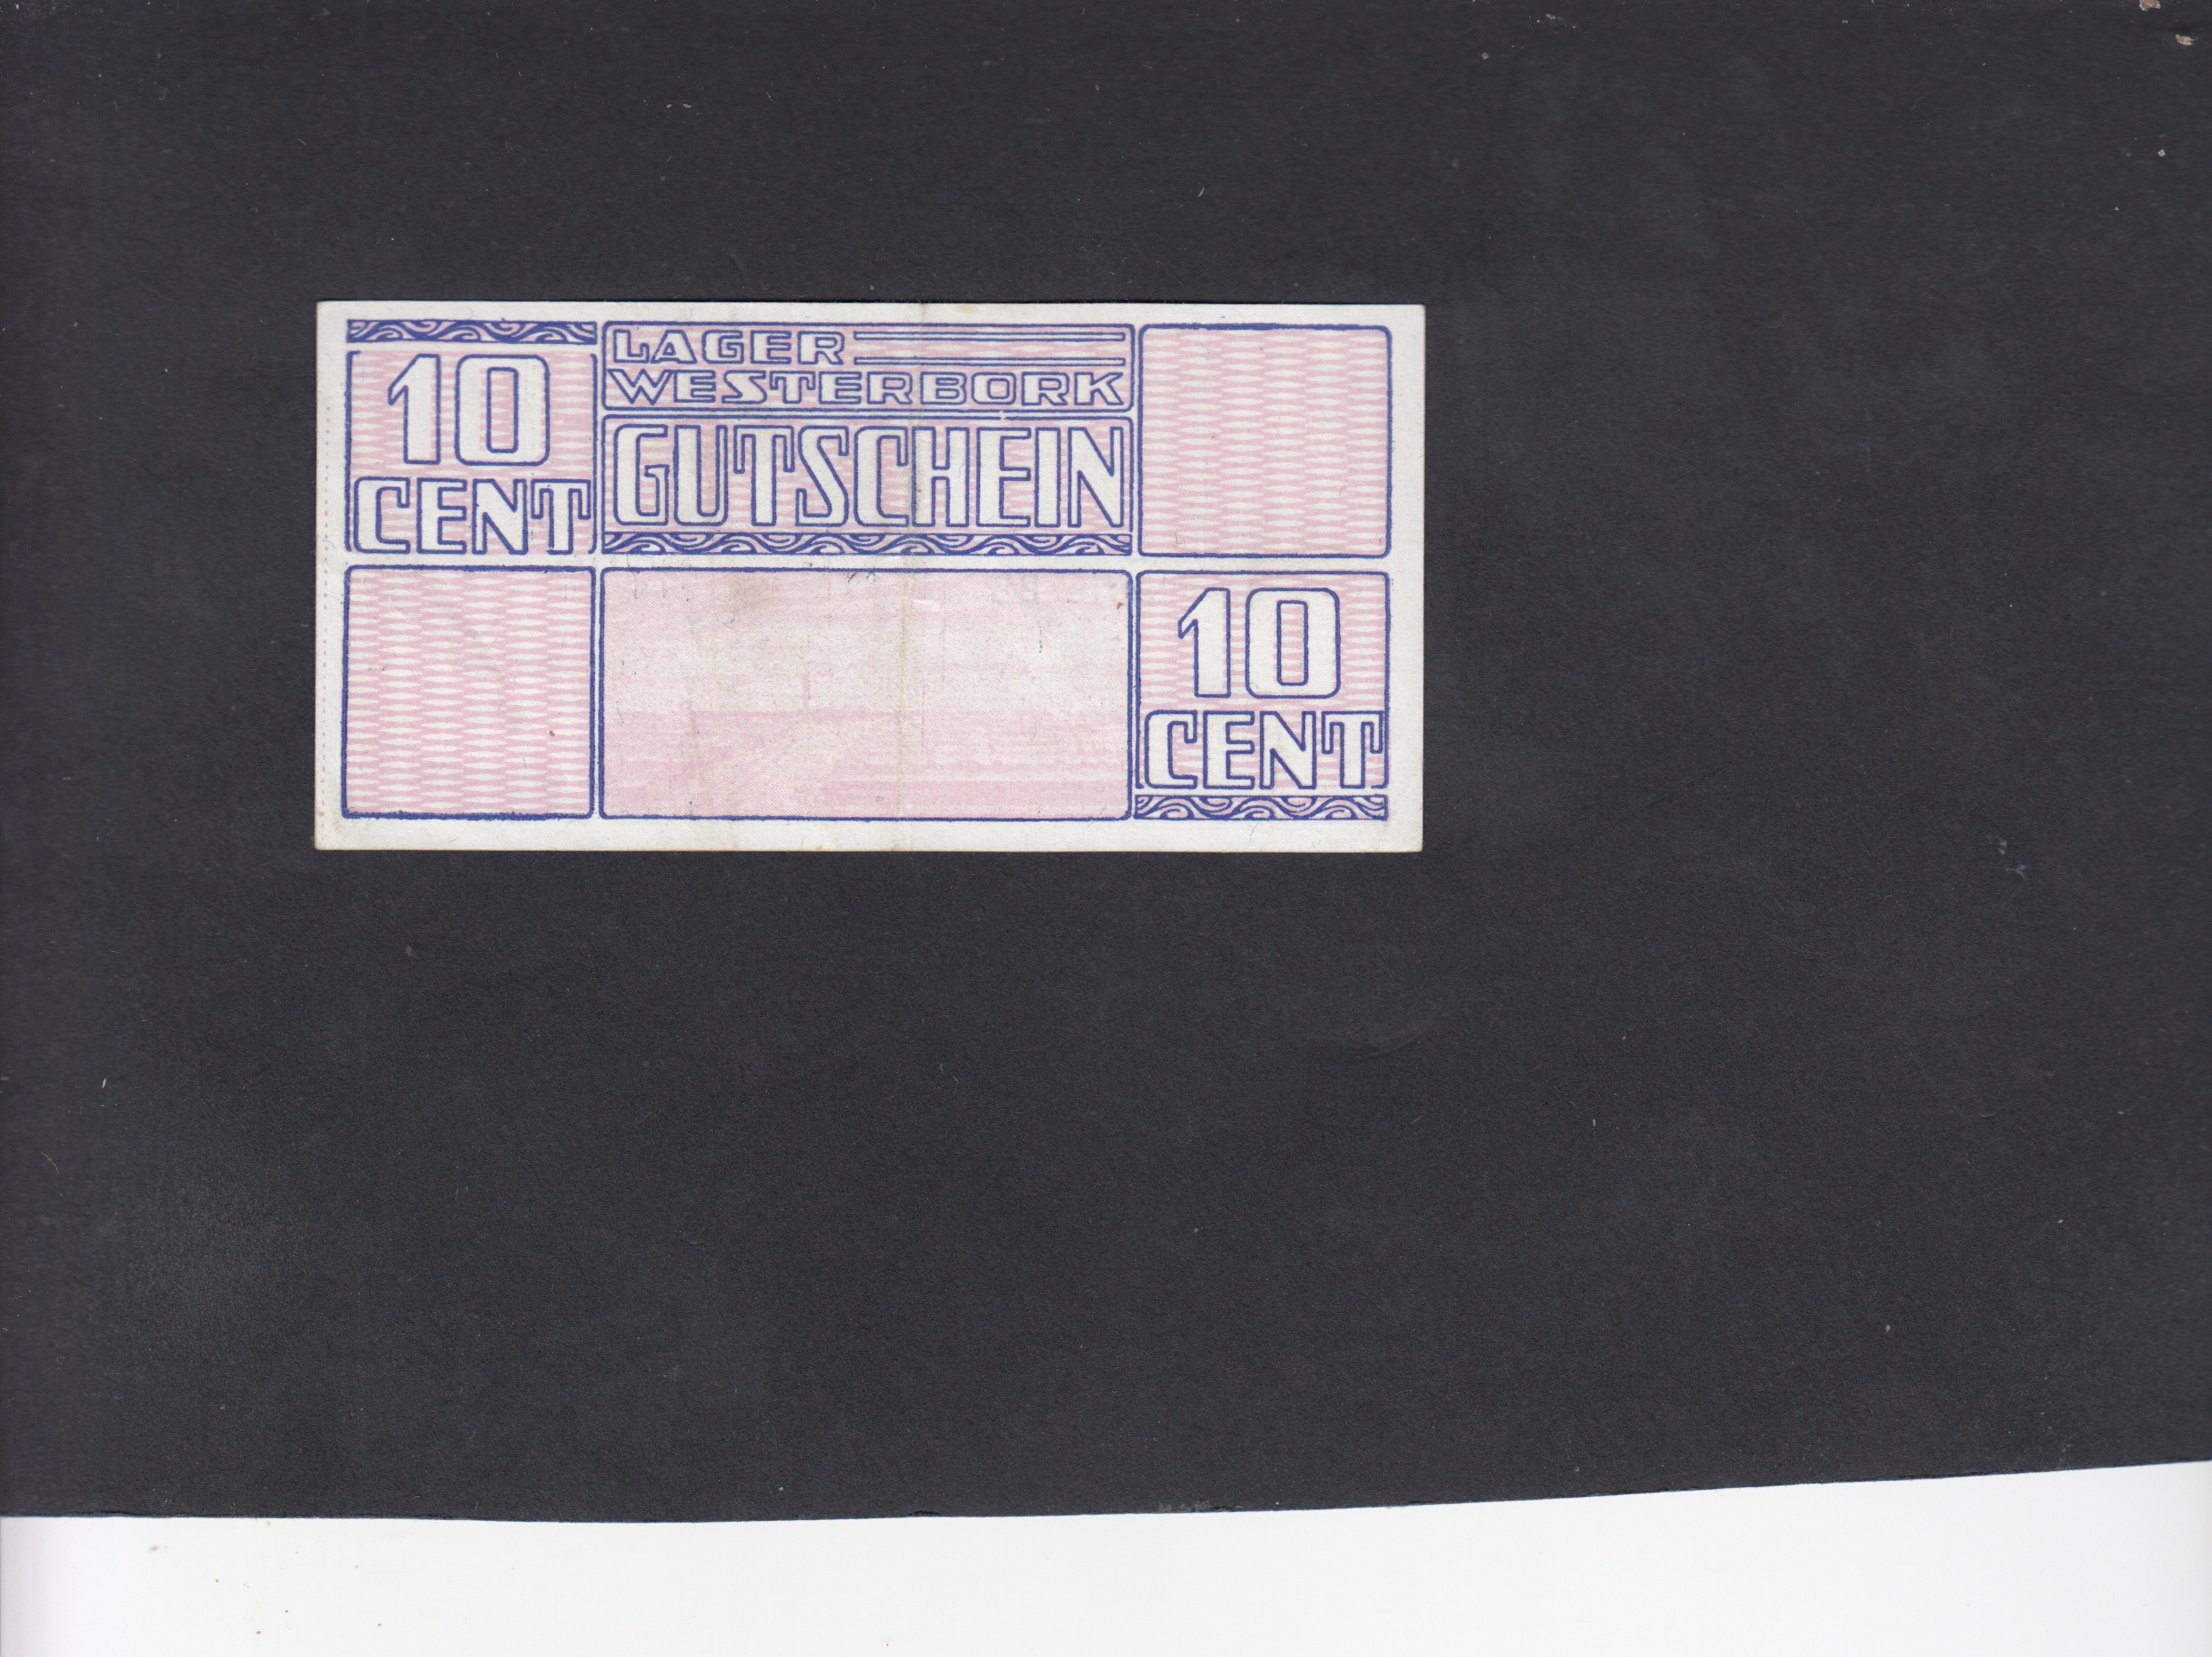 10
CENT
LAGER
WESTERBORK
GUTSCHEIN
10
CENT